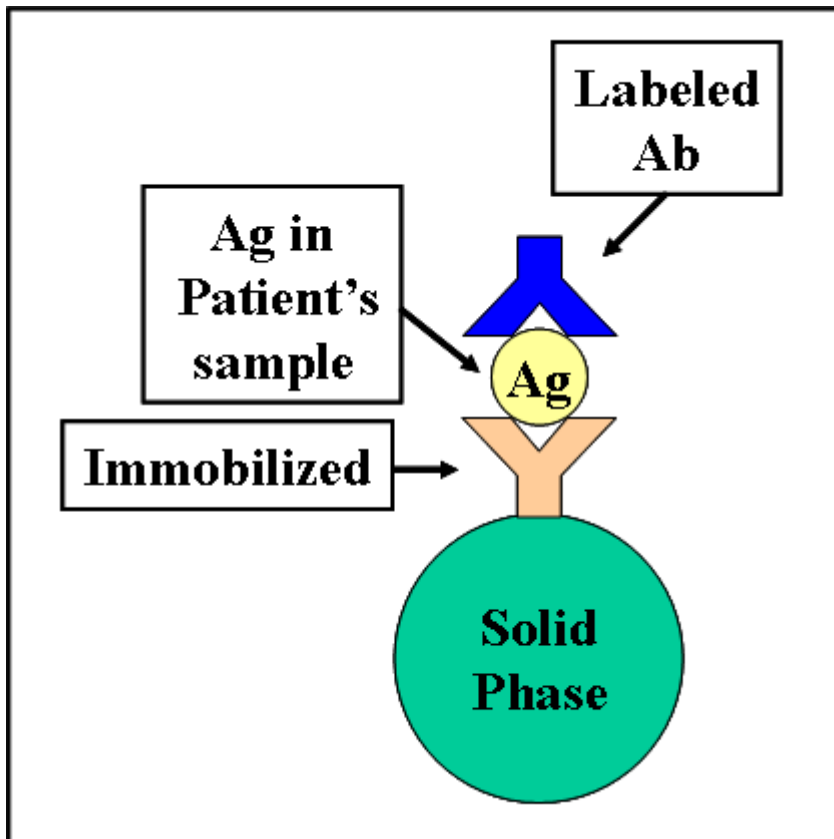 Labeled
Ab
Ag in
Patient's
sample
Ag
Immobilized
Solid
Phase